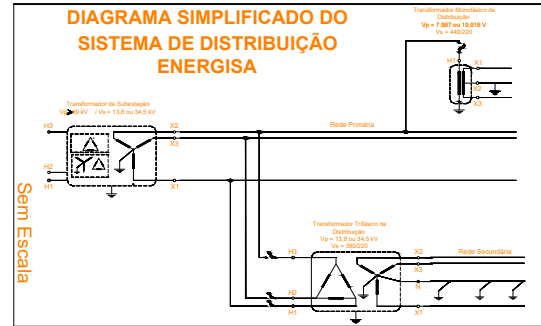 DIAGRAMA SIMPLIFICADO DO
SISTEMA DE DISTRIBUIÇÃO
ENERGISA
Transformador Monofásico de
Distribuição
Vp = 7.967 ou 19.918 V
Vs = 440/220
H1
X1
X2
X3
Transformador de Subestação
kV / Vs = 13,8 ou 34,5 kV
H3
X2
X3
Rede Primária
H2
H1
X1
Sem Escala
Transformador Trifásico de
Distribuição
Vp = 13,8 ou 34,5 kV
Vs = 380/220
H3
X2
Rede Secundária
X3
H2
N
H1
X1